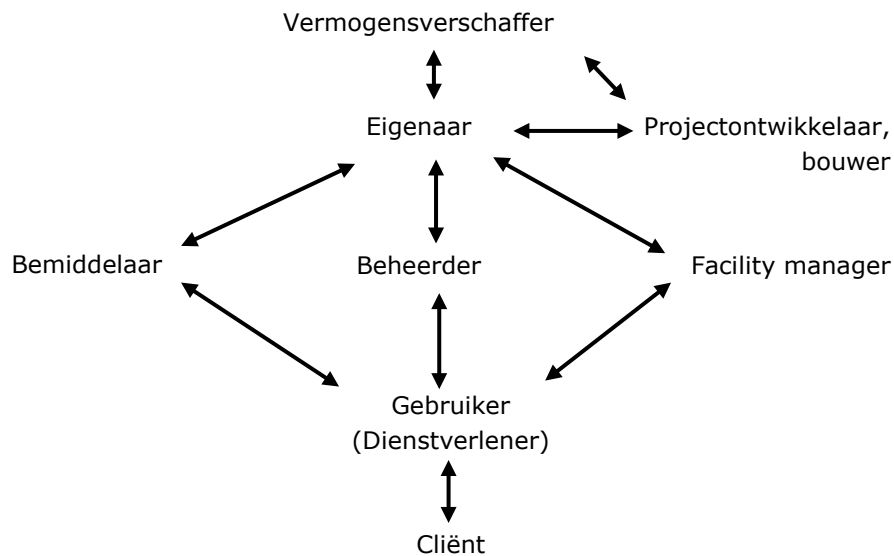 Vermogensverschaffer
Eigenaar
Projectontwikkelaar,
bouwer
Bemiddelaar
Beheerder
Facility manager
Gebruiker
(Dienstverlener)
Cliënt